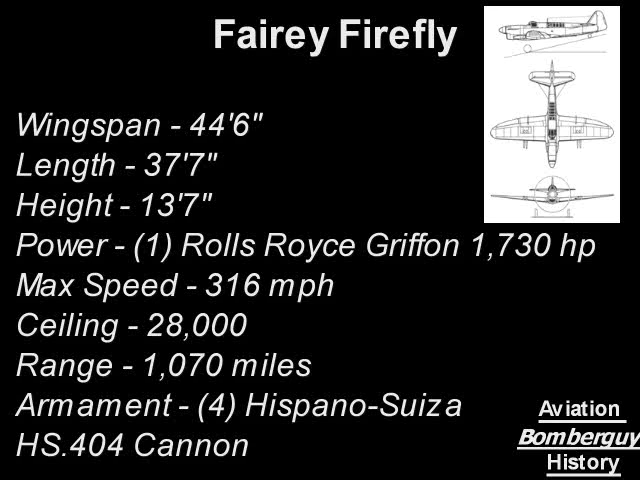 Fairey Firefly
Wingspan - 44'6"
Length - 37'7"
Height - 13'7"
Power - (1) Rolls Royce Griffon 1,730 hp
Max Speed - 316 mph
Ceiling - 28,000
Range - 1,070 miles
Armament - (4) Hispano-Suiza
HS.404 Cannon
Aviation
Bomberguy
History